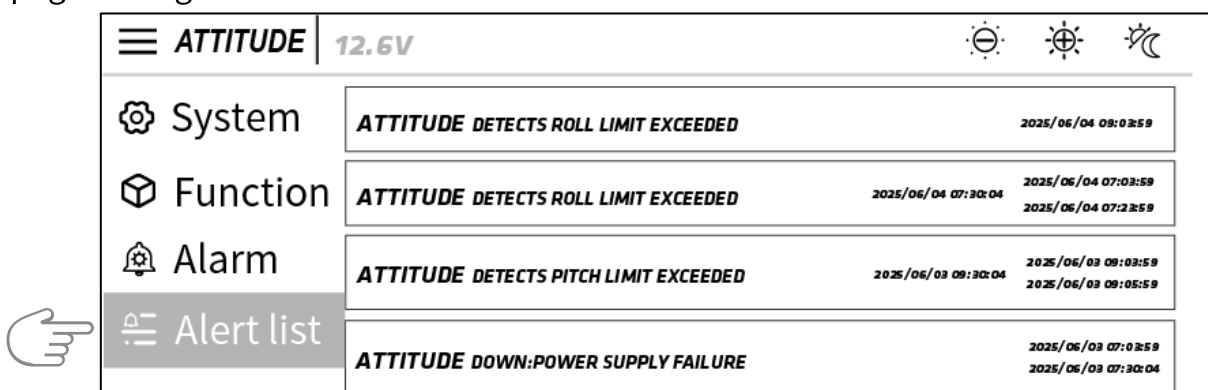 ATTITUDE 12.6V
System
Function
Alarm
Alert list
ATTITUDE DETECTS ROLL LIMIT EXCEEDED 2025/06/04 09:03:59
ATTITUDE DETECTS ROLL LIMIT EXCEEDED 2025/06/04 07:30:04 2025/06/04 07:03:59
2025/06/04 07:23:59
ATTITUDE DETECTS PITCH LIMIT EXCEEDED 2025/06/03 09:30:04 2025/06/03 09:03:59
2025/06/03 09:05:59
ATTITUDE DOWN:POWER SUPPLY FAILURE 2025/06/03 07:03:59
2025/06/03 07:30:04